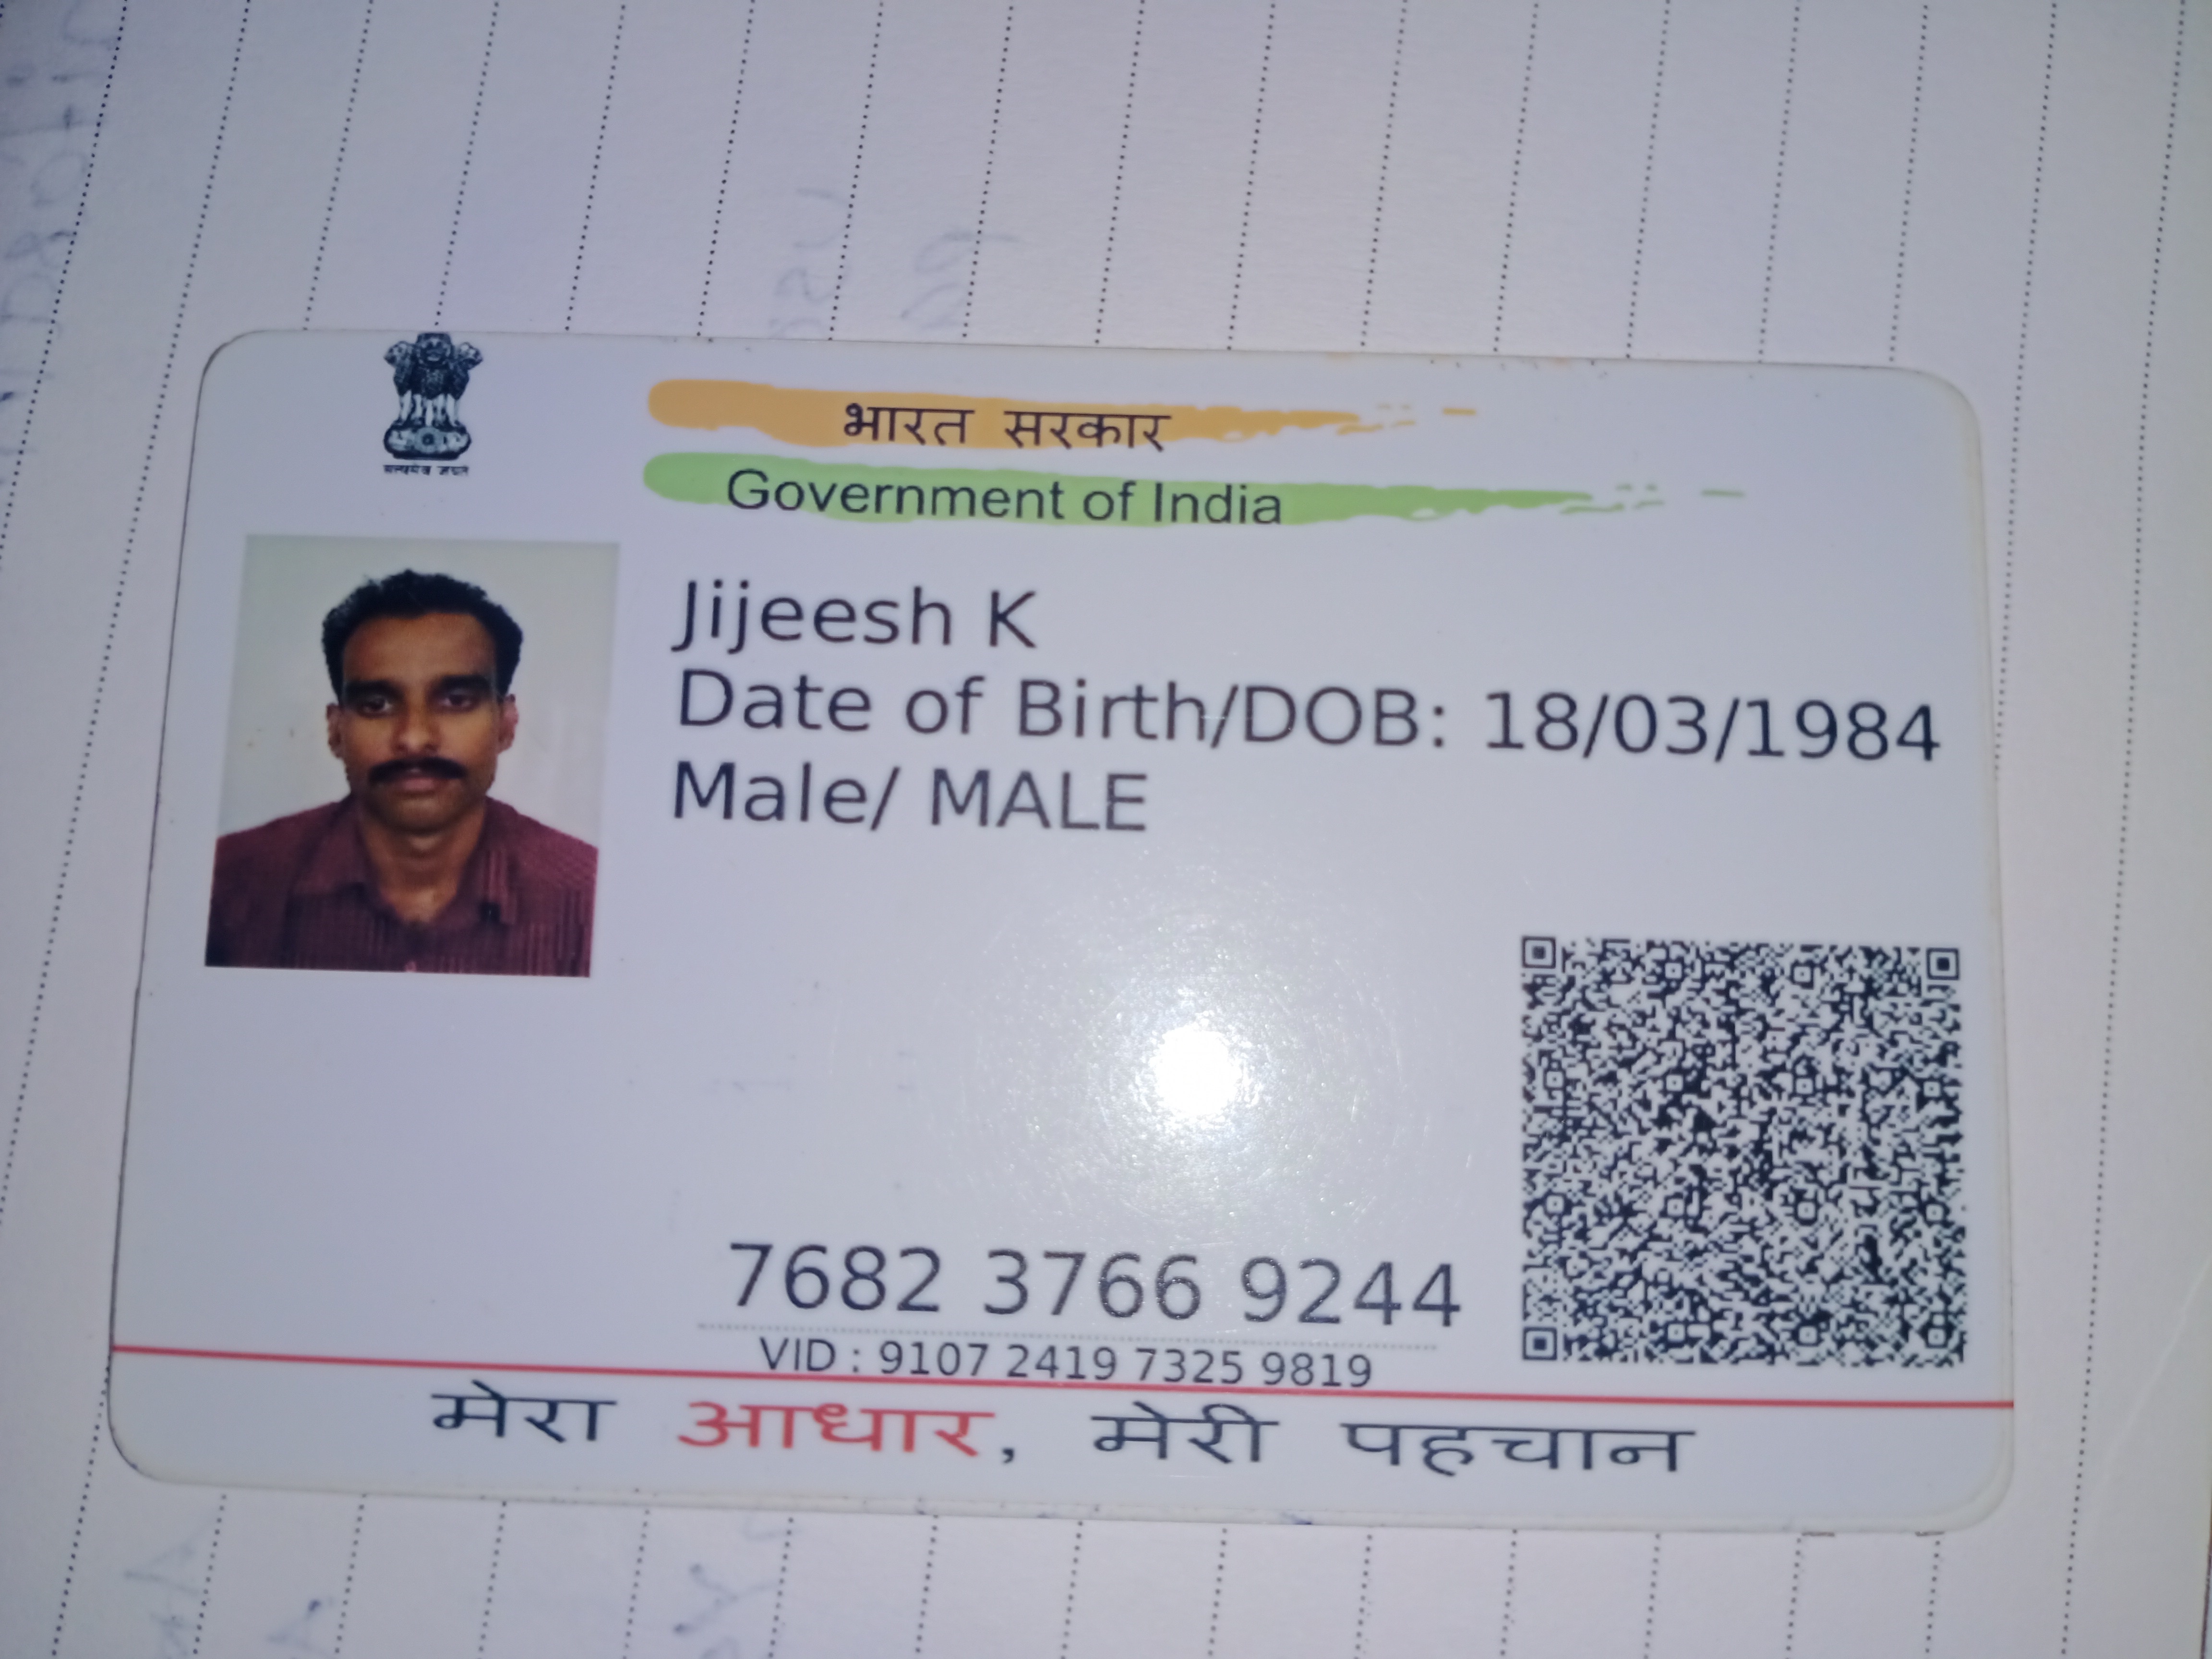 सत्यमेव जयते
भारत सरकार
Government of India
Jijeesh K
Date of Birth/DOB: 18/03/1984
Male/ MALE
7682 3766 9244
VID : 9107 2419 7325 9819
मेरा आधार, मेरी पहचान